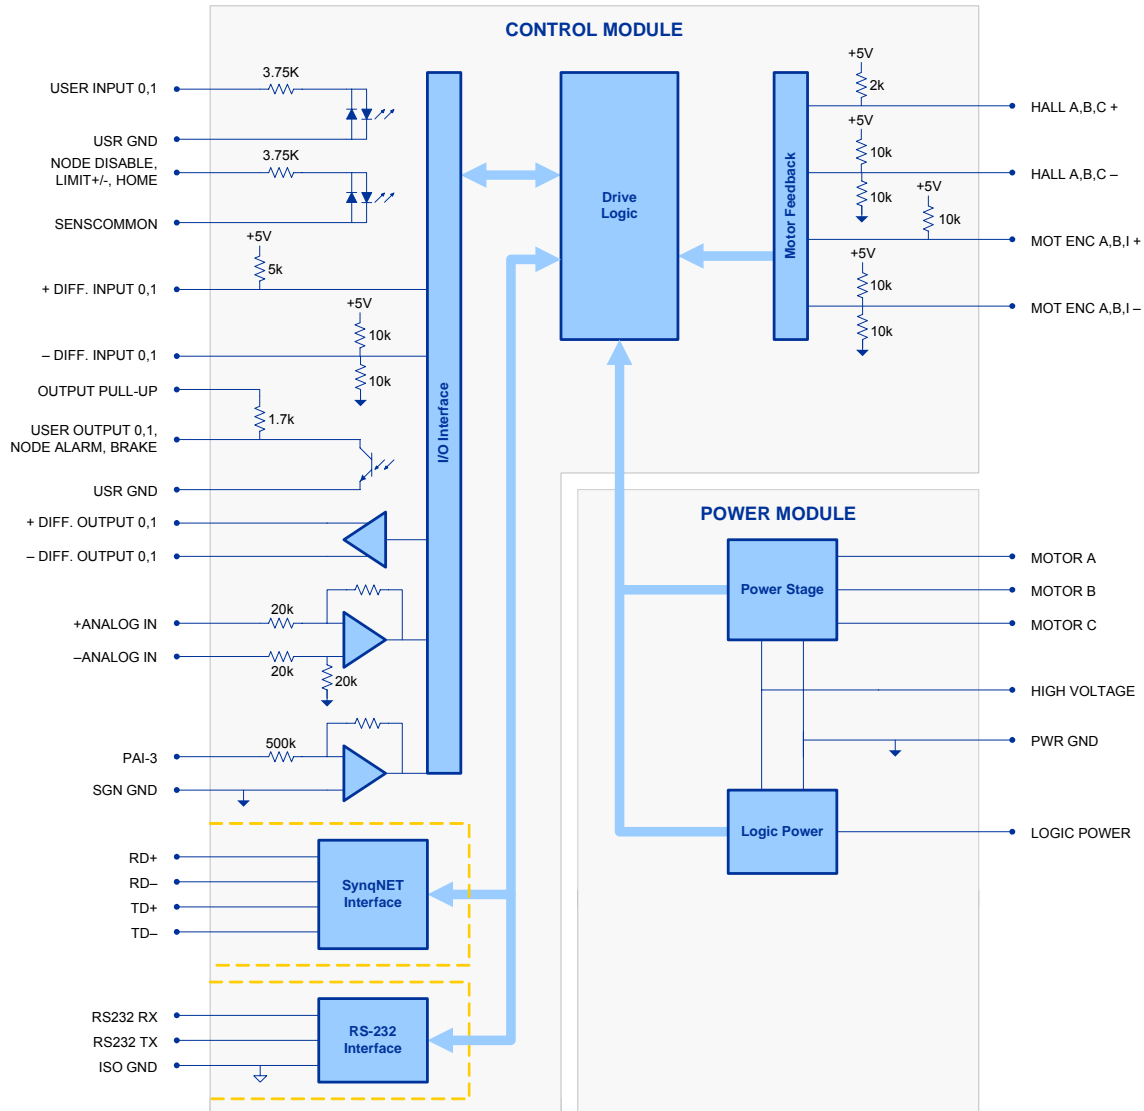 CONTROL MODULE
USER INPUT 0,1
3.75K
USR GND
NODE DISABLE,
LIMIT+/-, HOME
3.75K
SENSCOMMON
+5V
5k
+ DIFF. INPUT 0,1
+5V
10k
– DIFF. INPUT 0,1
10k
OUTPUT PULL-UP
1.7k
USER OUTPUT 0,1,
NODE ALARM, BRAKE
USR GND
+ DIFF. OUTPUT 0,1
– DIFF. OUTPUT 0,1
+ANALOG IN
20k
–ANALOG IN
20k
20k
PAI-3
500k
SGN GND
I/O Interface
Drive
Logic
Motor Feedback
+5V
2k
HALL A,B,C +
+5V
10k
HALL A,B,C –
10k
+5V
10k
MOT ENC A,B,I +
+5V
10k
MOT ENC A,B,I –
10k
POWER MODULE
Power Stage
MOTOR A
MOTOR B
MOTOR C
HIGH VOLTAGE
PWR GND
Logic Power
LOGIC POWER
RD+
RD–
TD+
TD–
SynqNET
Interface
RS232 RX
RS232 TX
ISO GND
RS-232
Interface